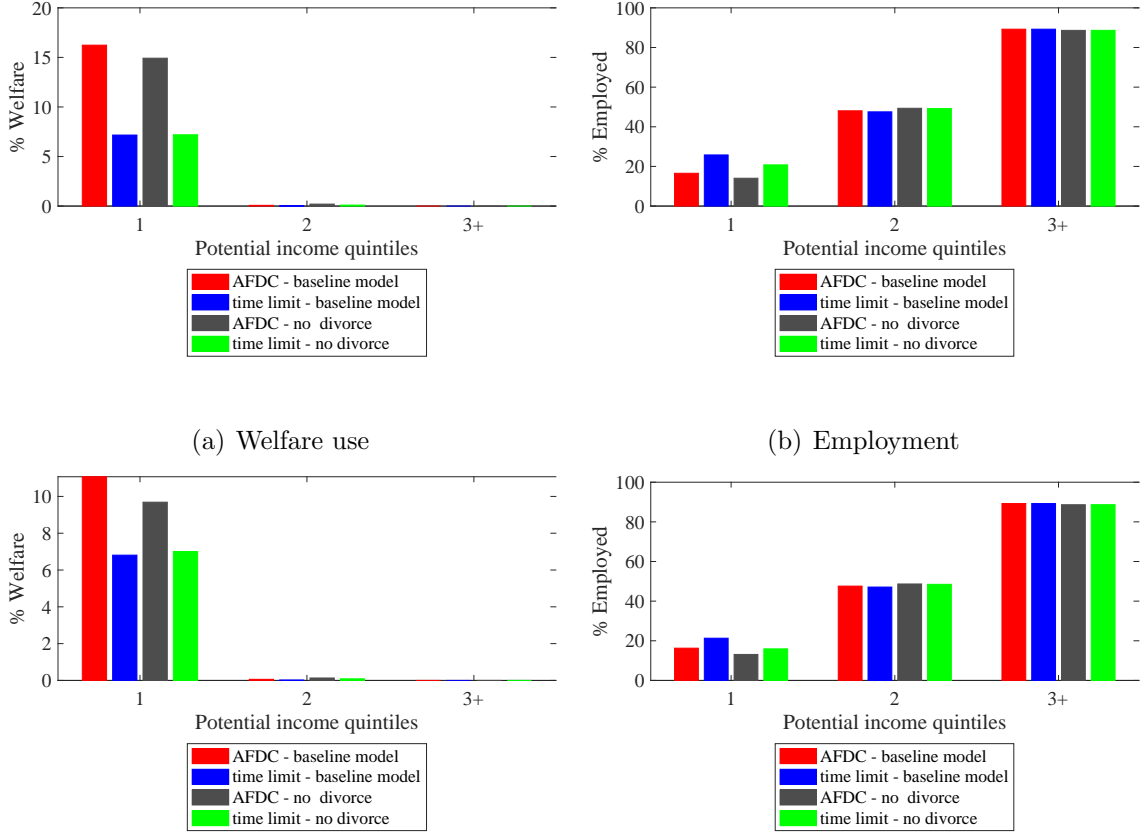 20
15
10
5
0
% Welfare
1 2 3+
Potential income quintiles
AFDC - baseline model
time limit - baseline model
AFDC - no divorce
time limit - no divorce
100
80
60
40
20
0
% Employed
1 2 3+
Potential income quintiles
AFDC - baseline model
time limit - baseline model
AFDC - no divorce
time limit - no divorce
(a) Welfare use
(b) Employment
10
8
6
4
2
0
% Welfare
1 2 3+
Potential income quintiles
AFDC - baseline model
time limit - baseline model
AFDC - no divorce
time limit - no divorce
100
80
60
40
20
0
% Employed
1 2 3+
Potential income quintiles
AFDC - baseline model
time limit - baseline model
AFDC - no divorce
time limit - no divorce